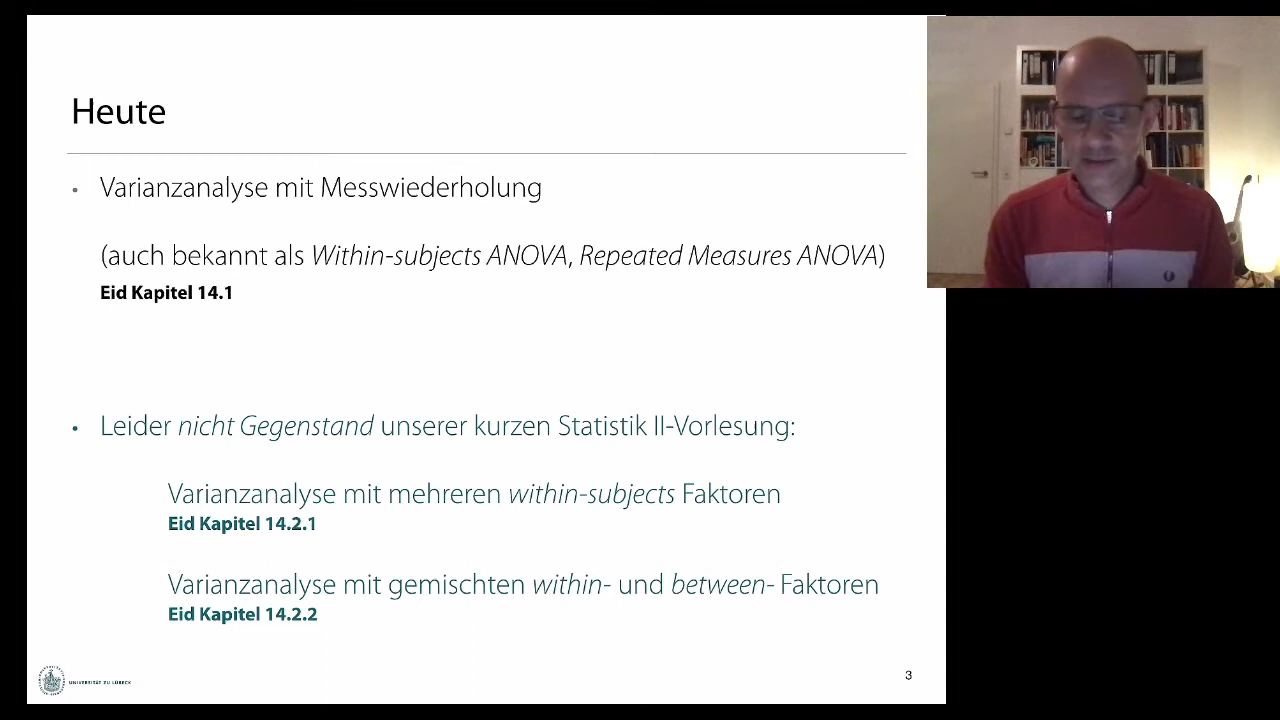 Heute
• Varianzanalyse mit Messwiederholung
(auch bekannt als Within-subjects ANOVA, Repeated Measures ANOVA)
Eid Kapitel 14.1
• Leider nicht Gegenstand unserer kurzen Statistik II-Vorlesung:
Varianzanalyse mit mehreren within-subjects Faktoren
Eid Kapitel 14.2.1
Varianzanalyse mit gemischten within- und between- Faktoren
Eid Kapitel 14.2.2
UNIVERSITÄT ZU LÜBECK
3